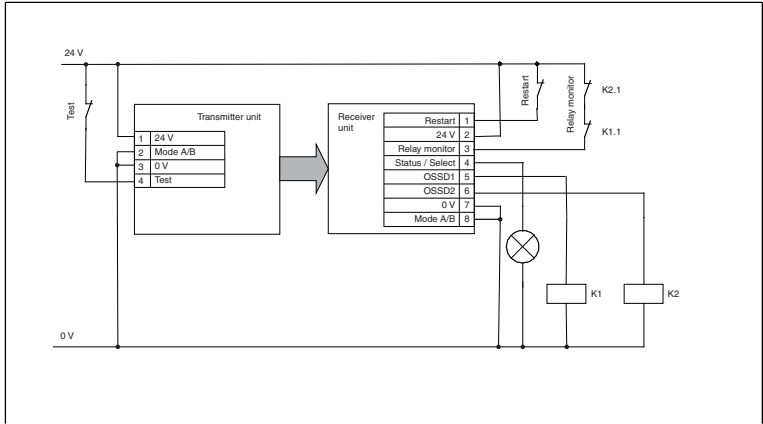 24 V
Test
Transmitter unit
1 24 V
2 Mode A/B
3 0 V
4 Test
Receiver
unit
Restart 1
24 V 2
Relay monitor 3
Status / Select 4
OSSD1 5
OSSD2 6
0 V 7
Mode A/B 8
Restart
Relay monitor
K2.1
K1.1
K1
K2
0 V